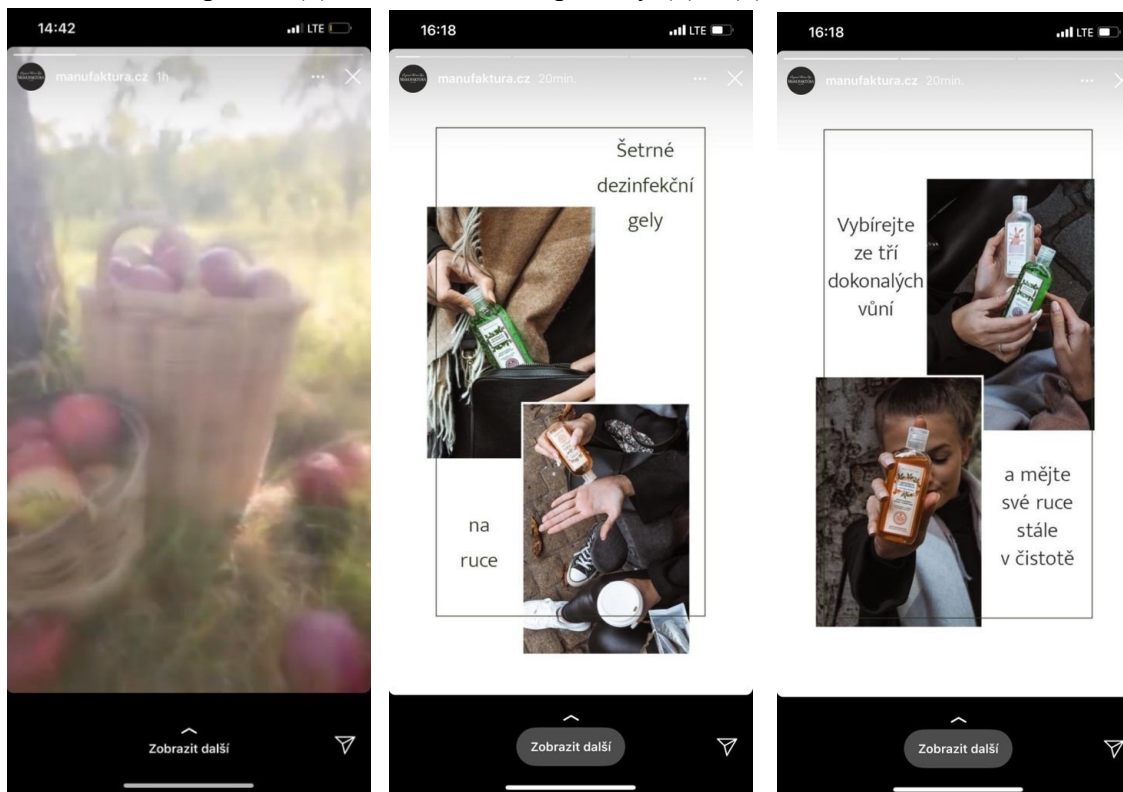 14:42
LTE
manufaktura.cz 1h
Zobrazit další
16:18
LTE
manufaktura.cz 20min.
Šetrné
dezinfekční
gely
na
ruce
Zobrazit další
16:18
LTE
manufaktura.cz 20min.
Vybírejte
ze tří
dokonalých
vůní
a mějte
své ruce
stále
v čistotě
Zobrazit další